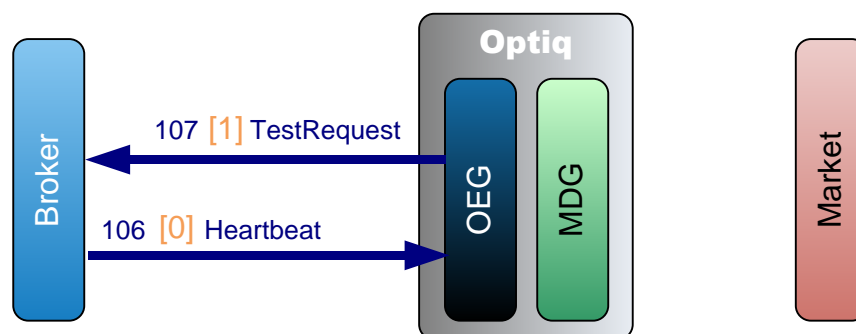 Optiq
Broker
107 [1] TestRequest
106 [0] Heartbeat
OEG
MDG
Market